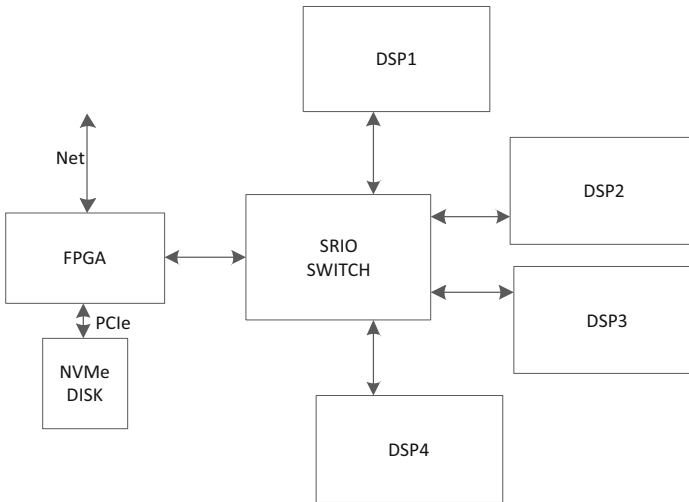 DSP1
Net
DSP2
FPGA
SRIO
SWITCH
PCIe
DSP3
NVMe
DISK
DSP4